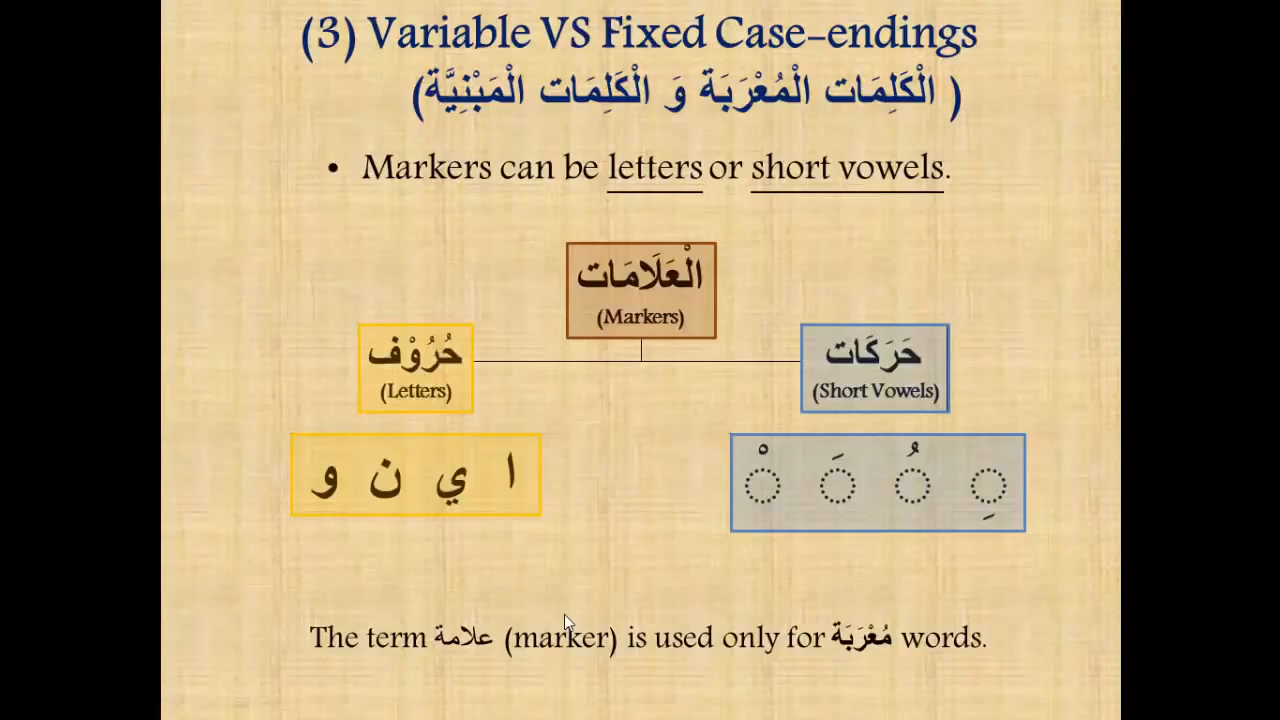 (3) Variable VS Fixed Case-endings
( الْكَلِمَات الْمُعْرَبَة وَ الْكَلِمَات الْمَبْنِيَّة)
• Markers can be letters or short vowels.
الْعَلَامَات
(Markers)
حُرُوْف
(Letters)
حَرَكَات
(Short Vowels)
ا ي ن و
◌ِ ◌ُ ◌َ ◌ْ
The term علامة (marker) is used only for مُعْرَبَة words.